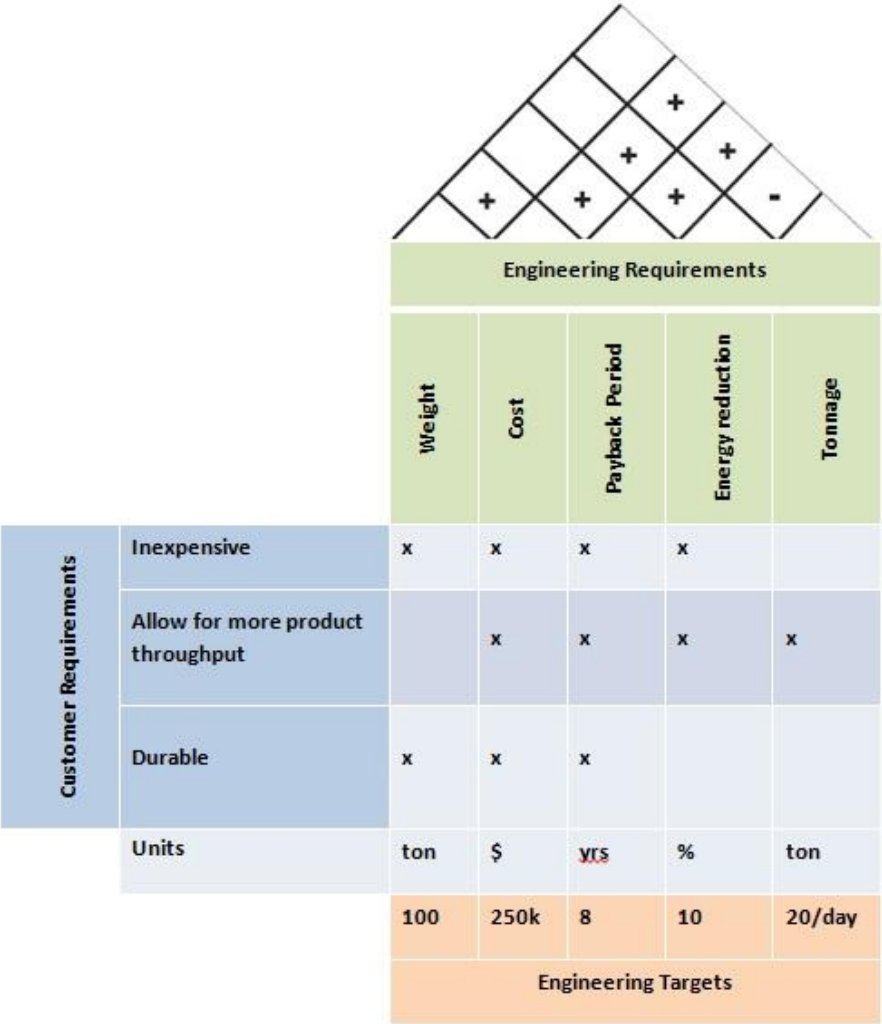 +
+ +
+ + + -
Engineering Requirements
Weight Cost Payback Period Energy reduction Tonnage
Customer Requirements
Inexpensive x x x x
Allow for more product
throughput x x x x
Durable x x x
Units ton $ yrs % ton
100 250k 8 10 20/day
Engineering Targets